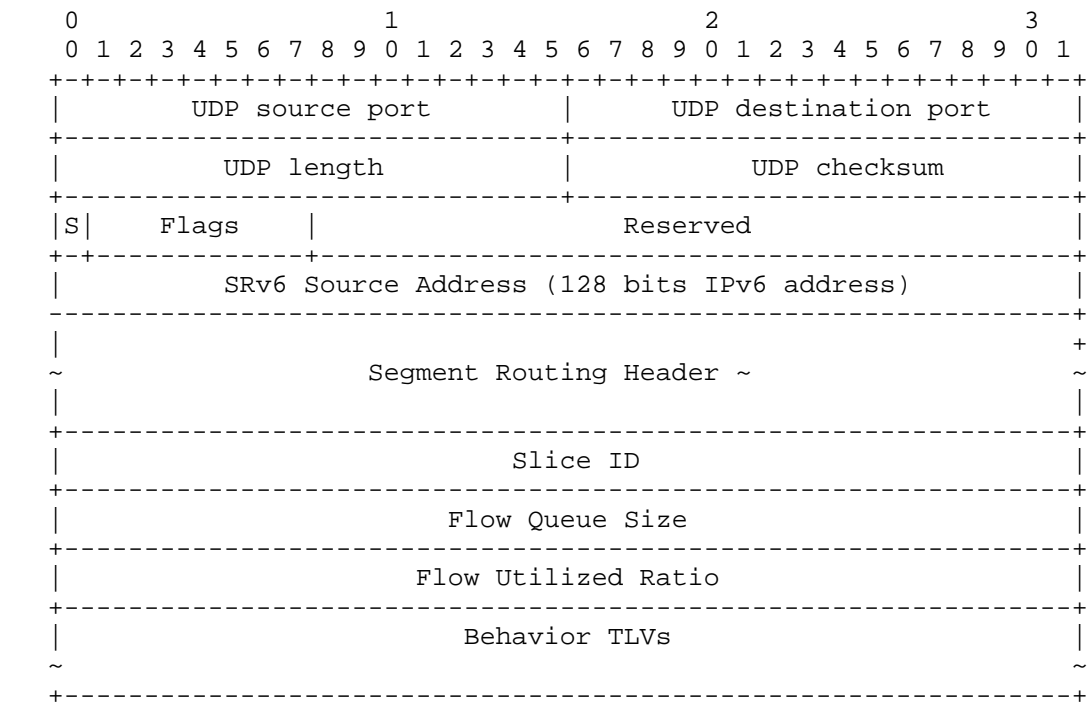 0                   1                   2                   3
 0 1 2 3 4 5 6 7 8 9 0 1 2 3 4 5 6 7 8 9 0 1 2 3 4 5 6 7 8 9 0 1
+-+-+-+-+-+-+-+-+-+-+-+-+-+-+-+-+-+-+-+-+-+-+-+-+-+-+-+-+-+-+-+-+
|        UDP source port        |      UDP destination port     |
+-------------------------------+-------------------------------+
|          UDP length           |           UDP checksum        |
+-------------------------------+-------------------------------+
|S|    Flags    |                   Reserved                    |
+-+-------------+-----------------------------------------------+
|          SRv6 Source Address (128 bits IPv6 address)          |
----------------------------------------------------------------+
|                                                               +
~                   Segment Routing Header ~                    ~
|                                                               |
+---------------------------------------------------------------+
|                            Slice ID                           |
+---------------------------------------------------------------+
|                        Flow Queue Size                        |
+---------------------------------------------------------------+
|                      Flow Utilized Ratio                      |
+---------------------------------------------------------------+
|                         Behavior TLVs                         |
~                                                               ~
+---------------------------------------------------------------+